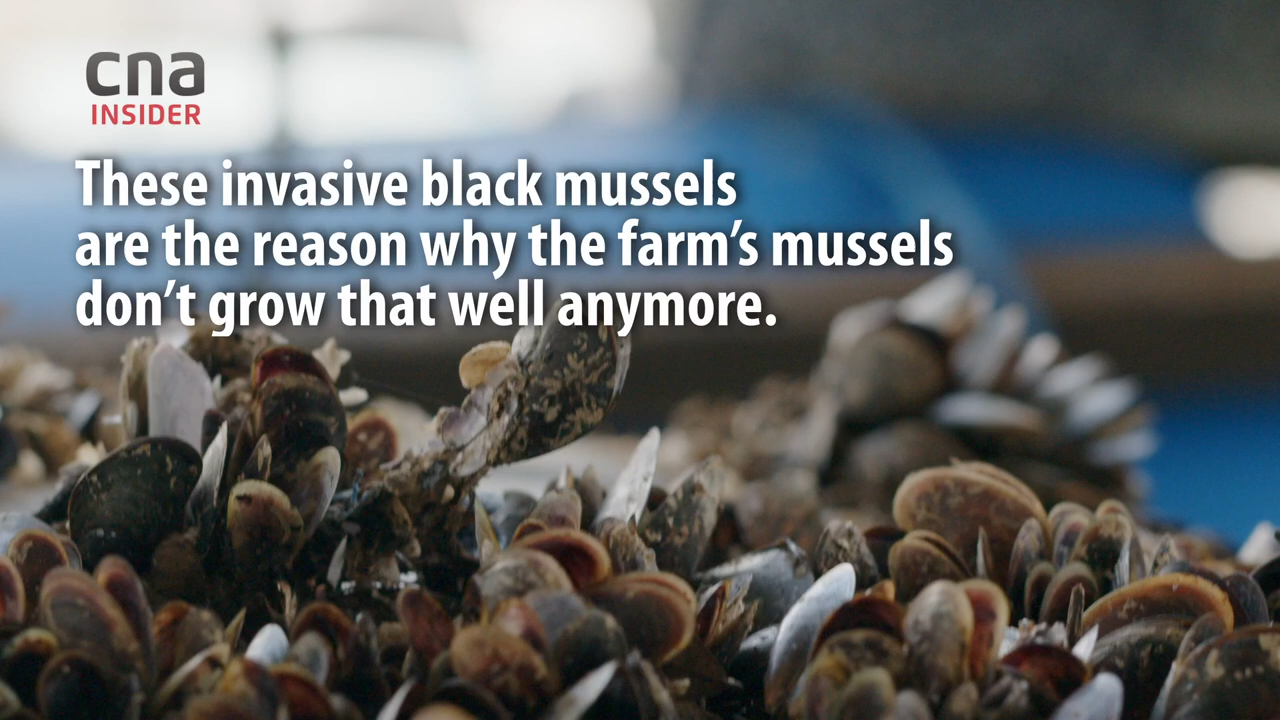 cna
INSIDER
These invasive black mussels
are the reason why the farm’s mussels
don’t grow that well anymore.